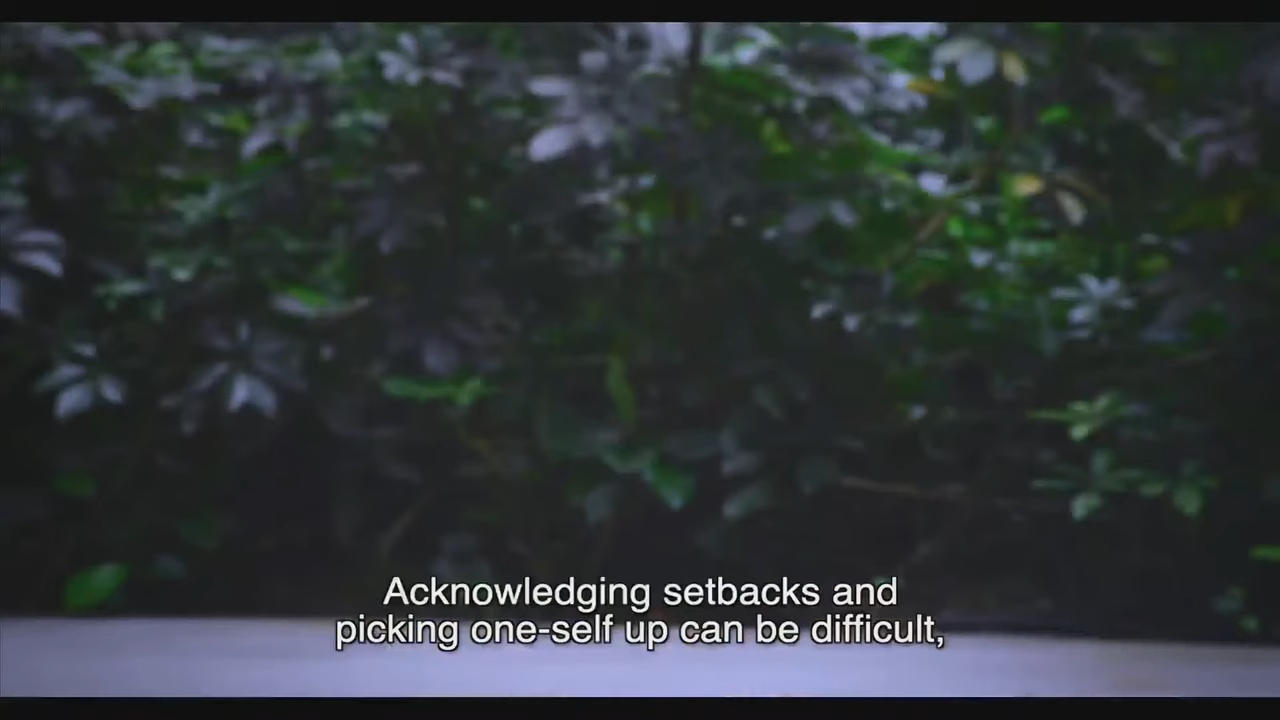 Acknowledging setbacks and
picking one-self up can be difficult,